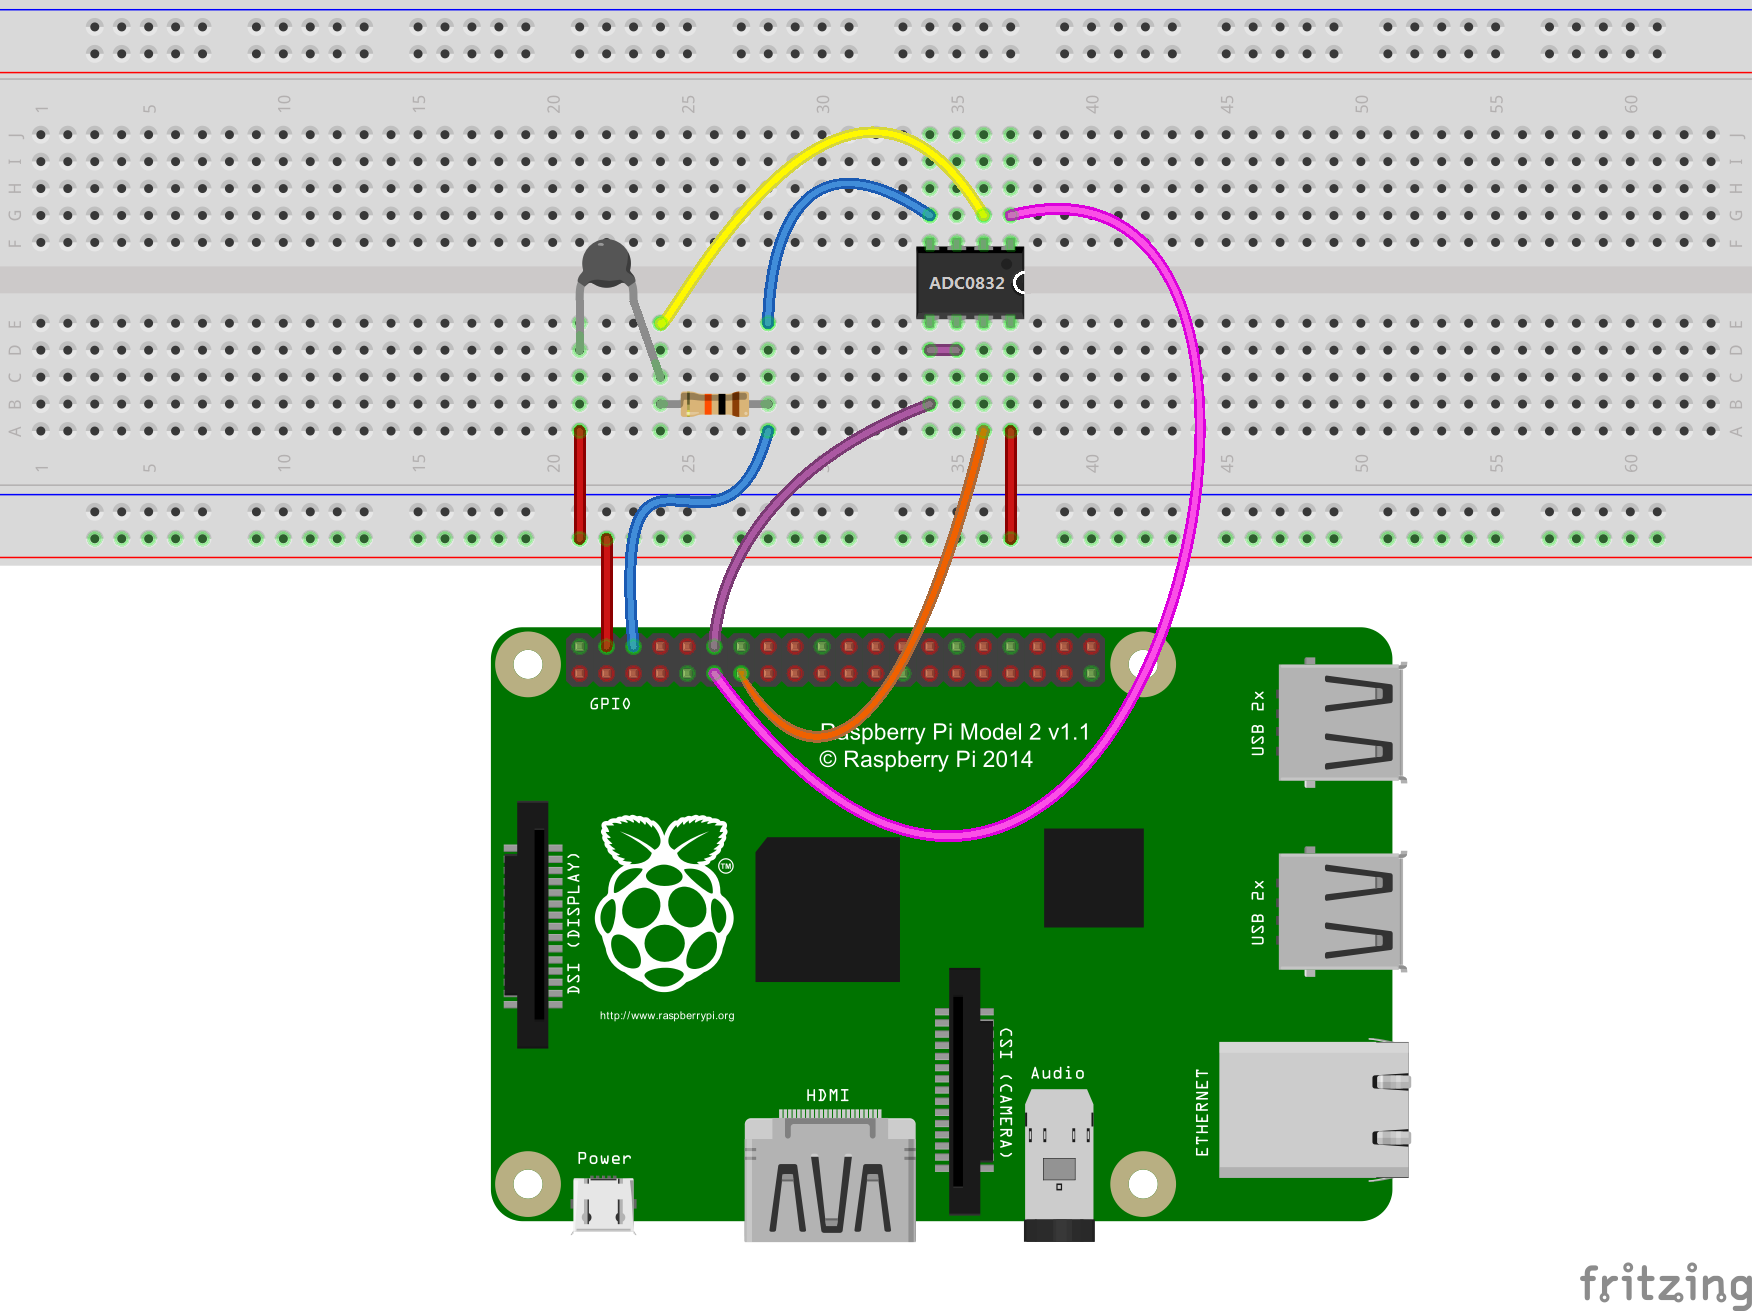 1 5 10 15 20 25 30 35 40 45 50 55 60
J J
I I
H H
G G
F F
ADC0832
E E
D D
C C
B B
A A
1 5 10 15 20 25 30 35 40 45 50 55 60
GPIO
Raspberry Pi Model 2 v1.1
© Raspberry Pi 2014
USB 2x
TM
DSI (DISPLAY)
USB 2x
http://www.raspberrypi.org
CSI (CAMERA)
Audio
HDMI
ETHERNET
Power
fritzing